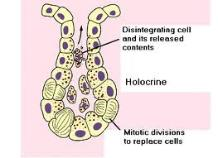 Disintegrating cell
and its released
contents
Holocrine
Mitotic divisions
to replace cells